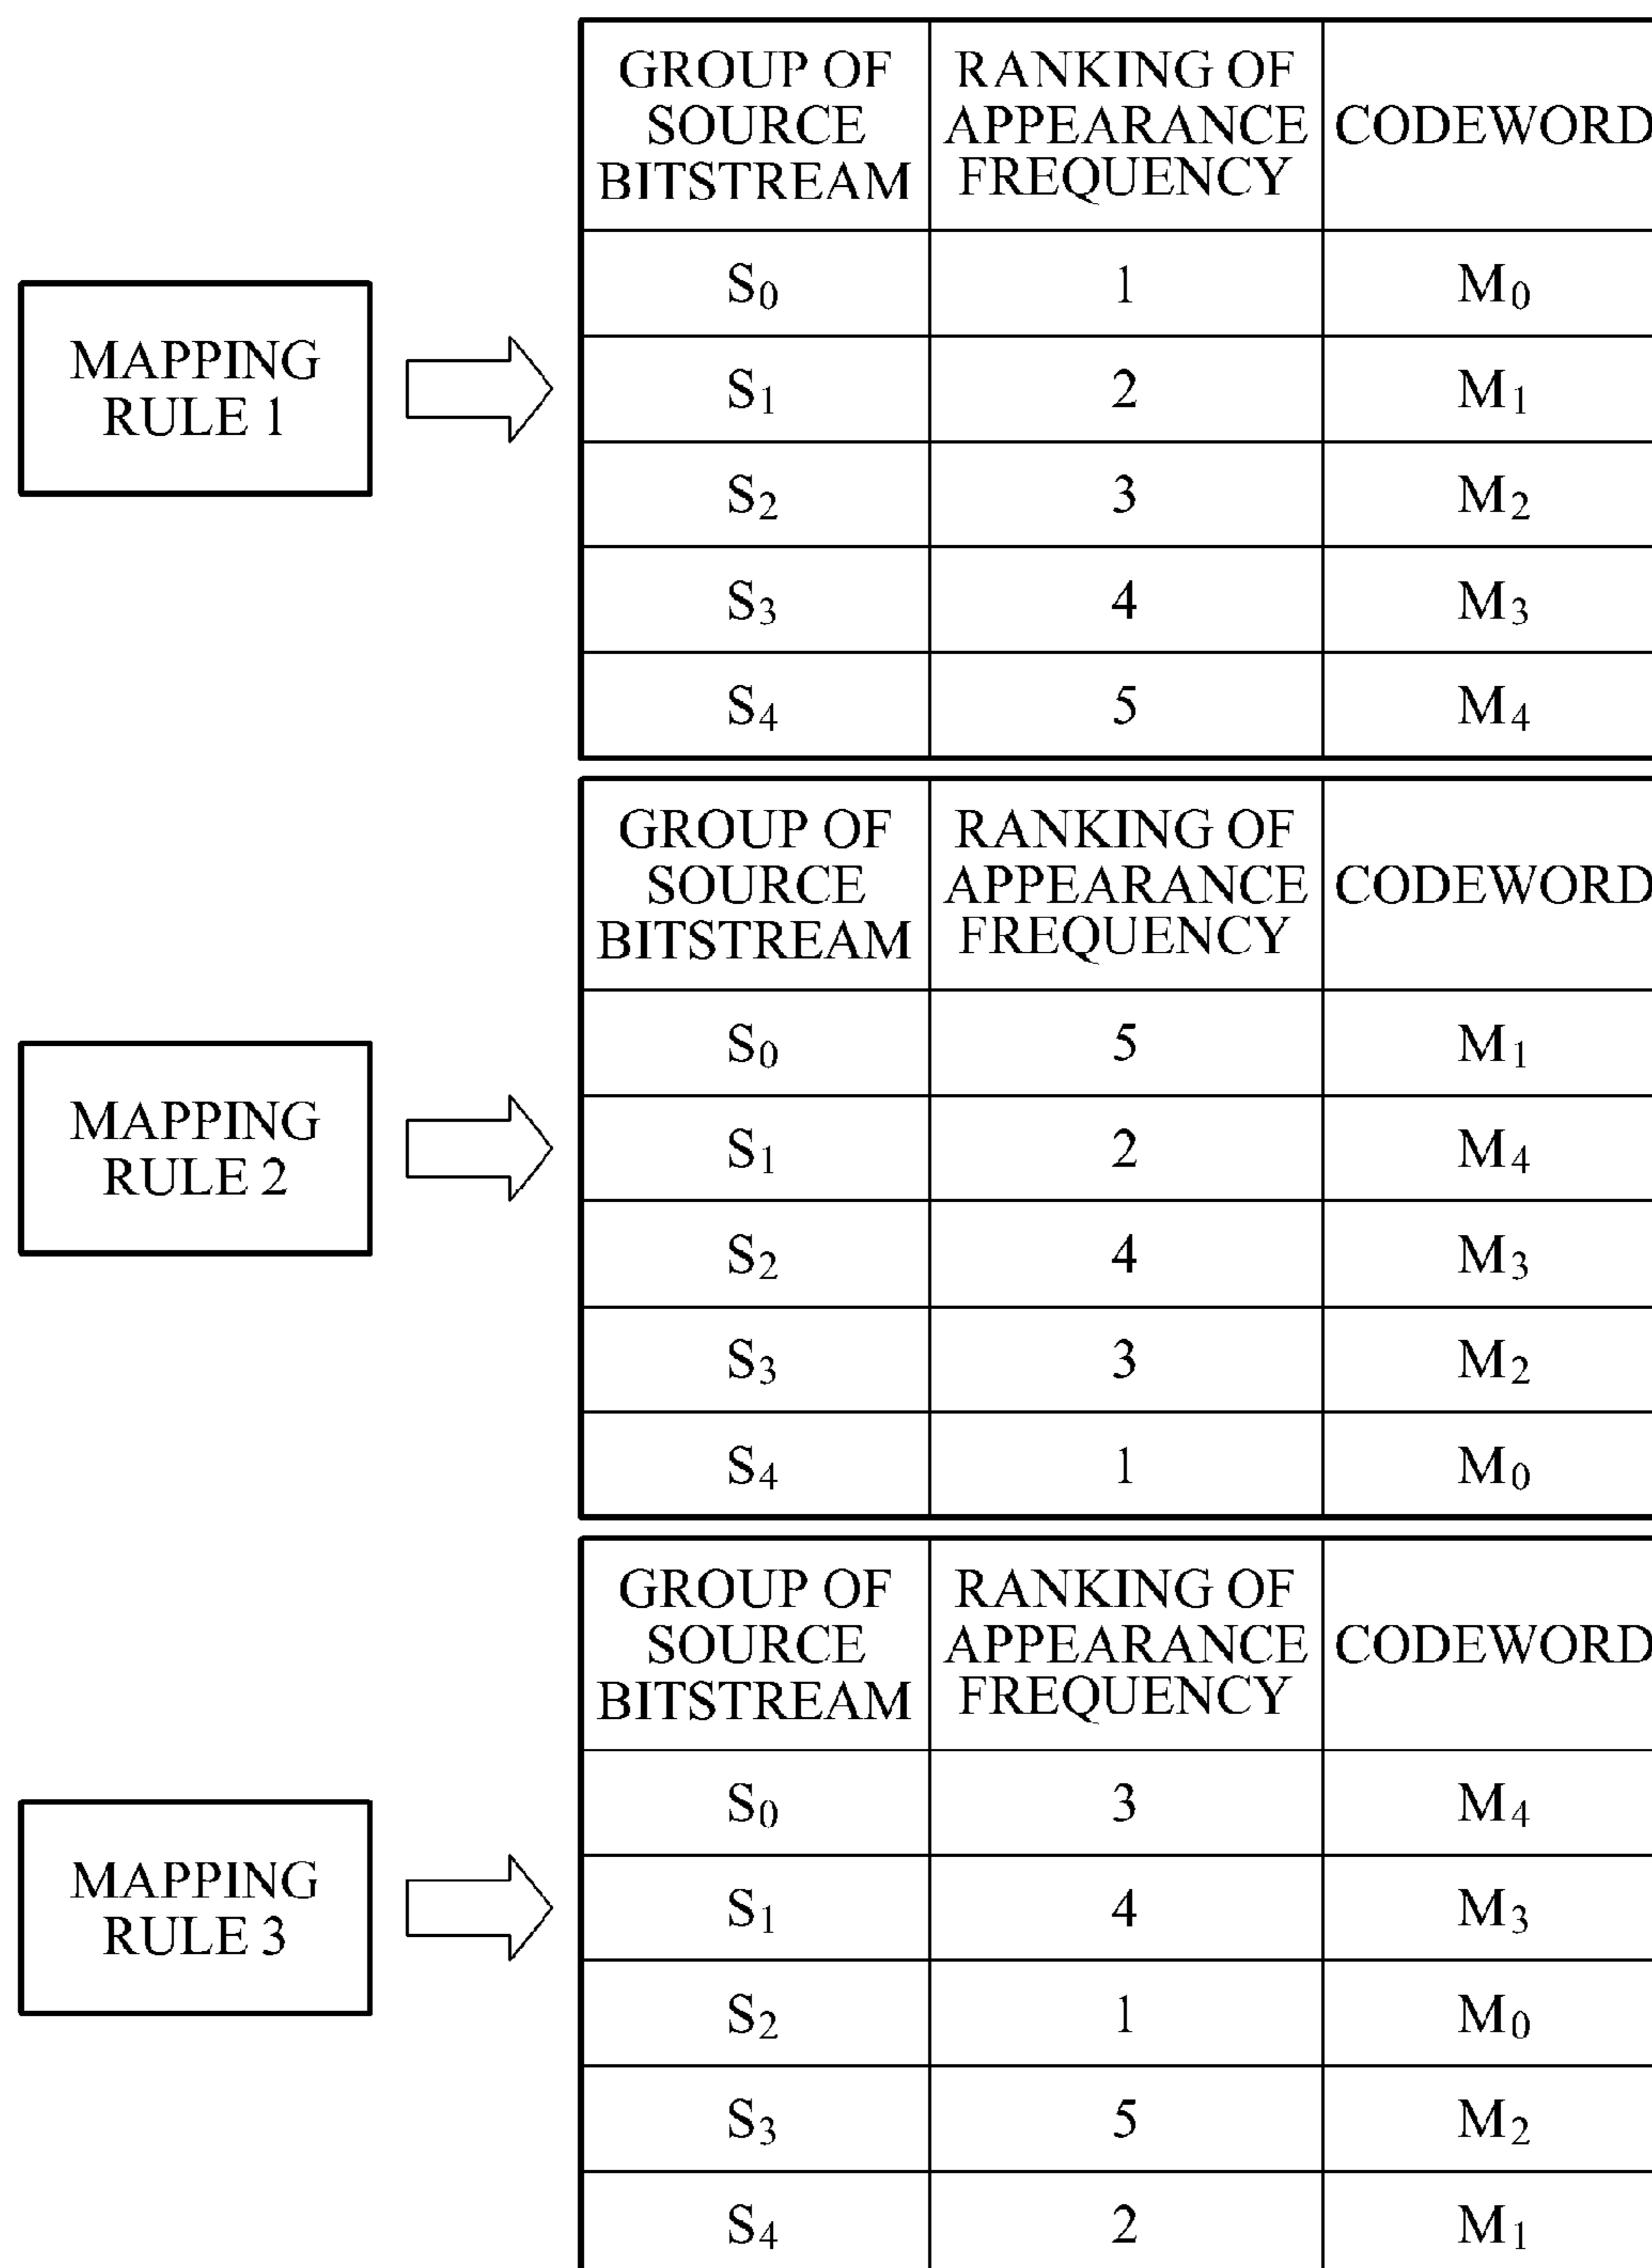 GROUP OF SOURCE BITSTREAM RANKING OF APPEARANCE FREQUENCY CODEWORD
MAPPING RULE 1
S0 1 M0
S1 2 M1
S2 3 M2
S3 4 M3
S4 5 M4
GROUP OF SOURCE BITSTREAM RANKING OF APPEARANCE FREQUENCY CODEWORD
MAPPING RULE 2
S0 5 M1
S1 2 M4
S2 4 M3
S3 3 M2
S4 1 M0
GROUP OF SOURCE BITSTREAM RANKING OF APPEARANCE FREQUENCY CODEWORD
MAPPING RULE 3
S0 3 M4
S1 4 M3
S2 1 M0
S3 5 M2
S4 2 M1